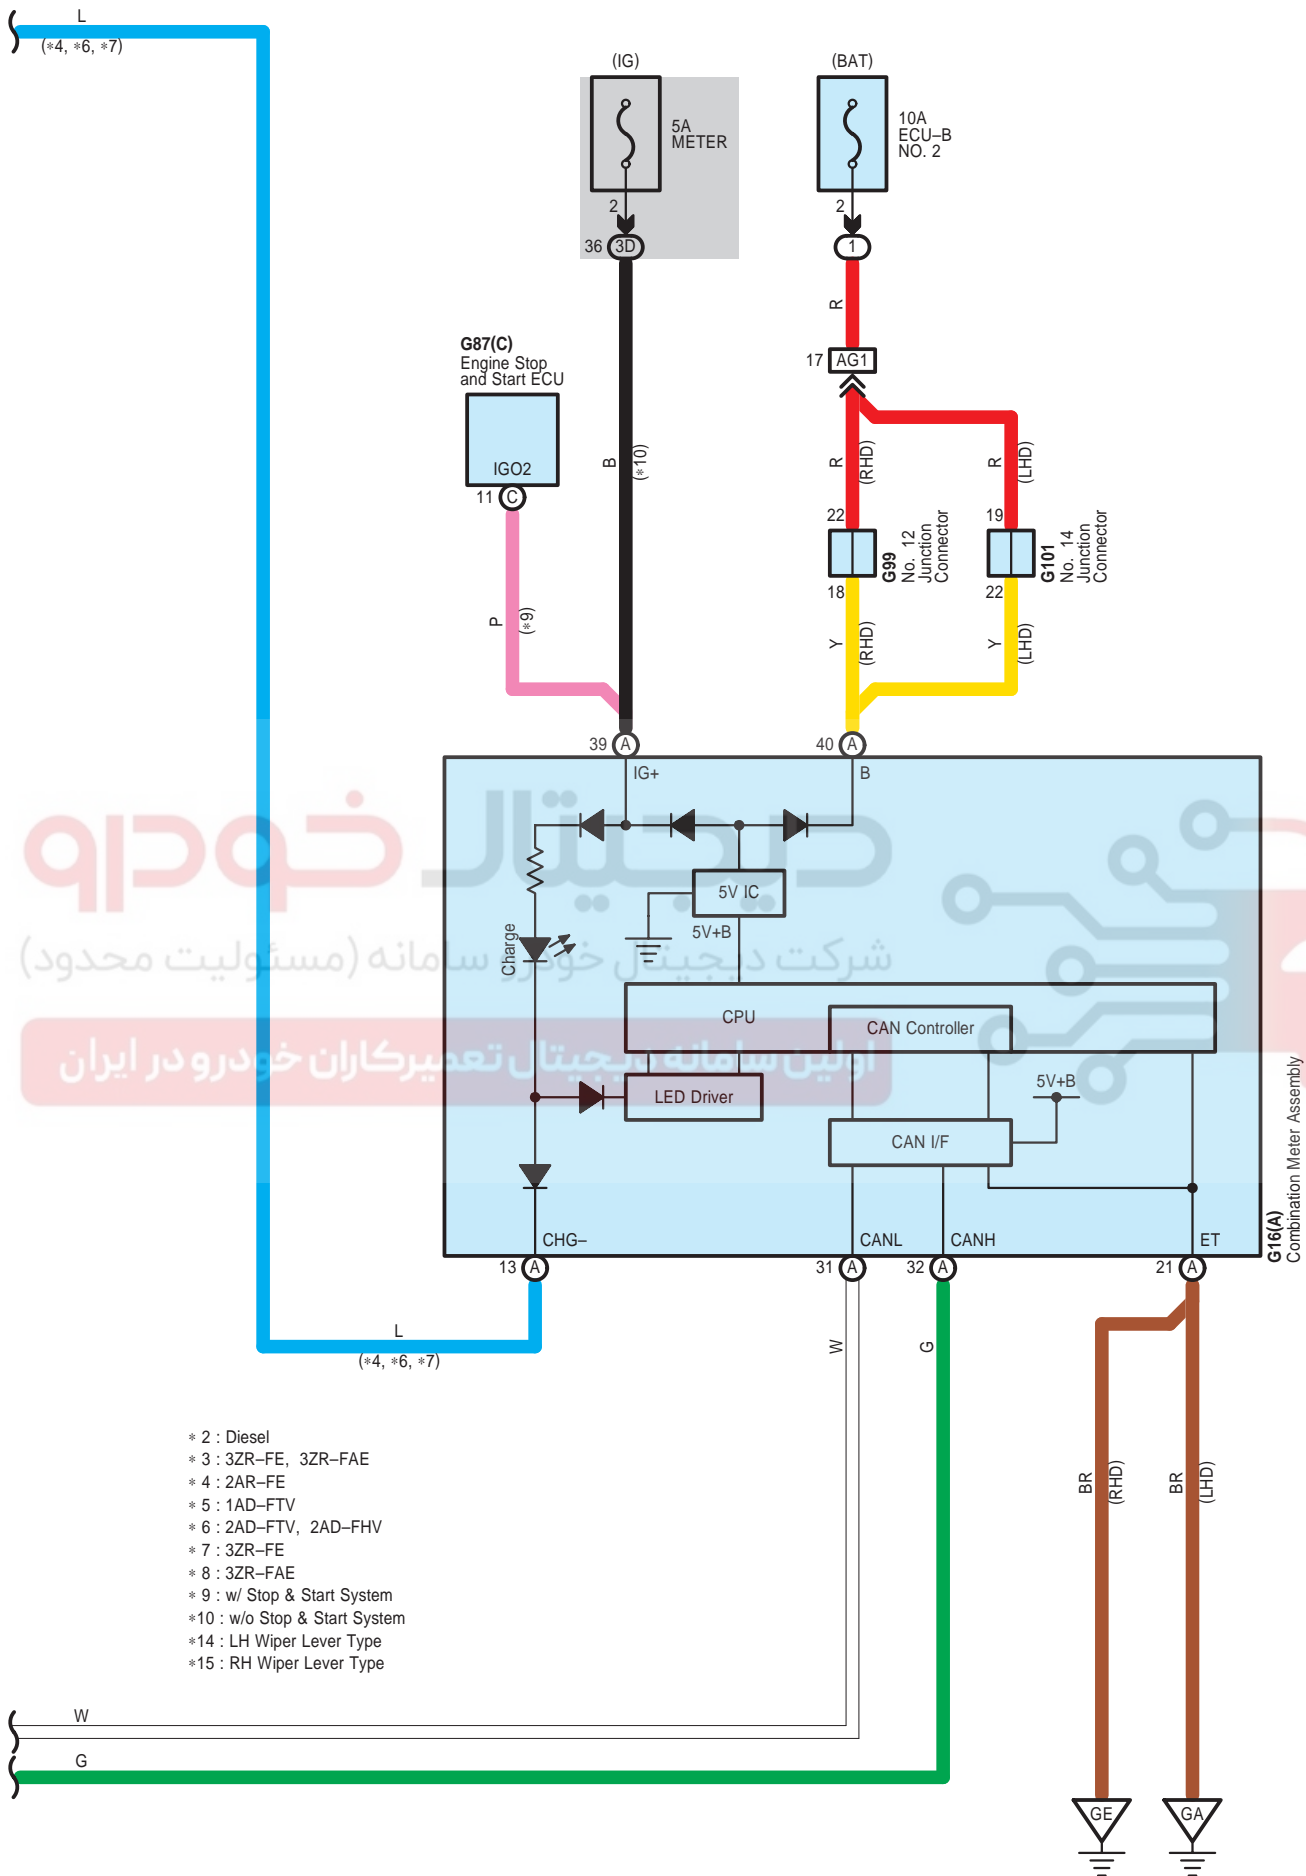 L
(*4, *6, *7)
(IG)
5A
METER
2
36
3D
(BAT)
10A
ECU–B
NO. 2
2
1
R
17
AG1
G87(C)
Engine Stop
and Start ECU
IGO2
11
C
B
(*10)
R
(RHD)
R
(LHD)
22
G99
No. 12
Junction
Connector
18
19
G101
No. 14
Junction
Connector
22
P
(*9)
Y
(RHD)
Y
(LHD)
39
A
40
A
IG+
B
دیجیتال خودرو
5V IC
5V+B
Charge
شرکت دیجیتال خودرو سامانه (مسئولیت محدود)
CPU
CAN Controller
اولین سامانه دیجیتال تعمیرکاران خودرو در ایران
LED Driver
5V+B
CAN I/F
CHG–
CANL
CANH
ET
G16(A)
Combination Meter Assembly
13
A
31
A
32
A
21
A
L
(*4, *6, *7)
W
G
* 2 : Diesel
* 3 : 3ZR–FE, 3ZR–FAE
* 4 : 2AR–FE
* 5 : 1AD–FTV
* 6 : 2AD–FTV, 2AD–FHV
* 7 : 3ZR–FE
* 8 : 3ZR–FAE
* 9 : w/ Stop & Start System
*10 : w/o Stop & Start System
*14 : LH Wiper Lever Type
*15 : RH Wiper Lever Type
BR
(RHD)
BR
(LHD)
W
G
GE
GA